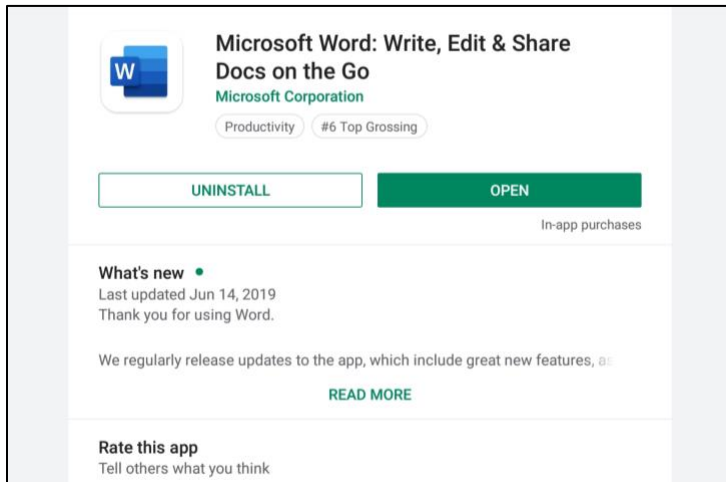 W
Microsoft Word: Write, Edit & Share
Docs on the Go
Microsoft Corporation
Productivity #6 Top Grossing
UNINSTALL OPEN
In-app purchases
What's new
Last updated Jun 14, 2019
Thank you for using Word.
We regularly release updates to the app, which include great new features, as
READ MORE
Rate this app
Tell others what you think